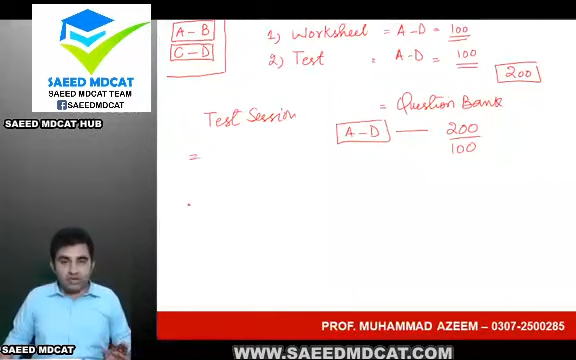 A - B
C - D
1) Worksheet = A - D = 100
2) Test = A - D = 100
200
SAEED MDCAT
SAEED MDCAT TEAM
f SAEEDMDCAT
SAEED MDCAT HUB
Test Session = Question Bank
A - D — 200
100
=
PROF. MUHAMMAD AZEEM – 0307-2500285
SAEED MDCAT
WWW.SAEEDMDCAT.COM